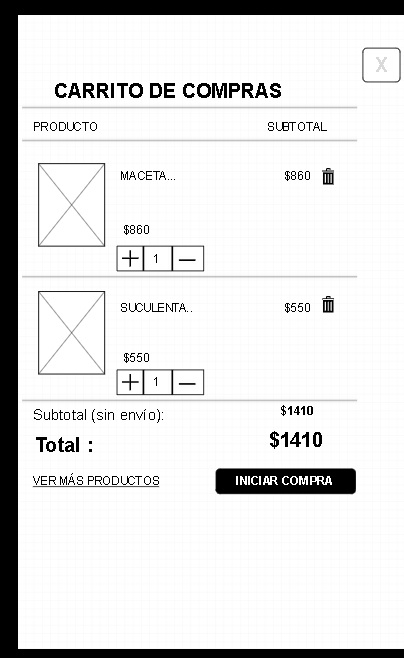 X
CARRITO DE COMPRAS
PRODUCTO SUBTOTAL
MACETA... $860
$860
+ 1 —
SUCULENTA.. $550
$550
+ 1 —
Subtotal (sin envío): $1410
Total : $1410
VER MÁS PRODUCTOS INICIAR COMPRA